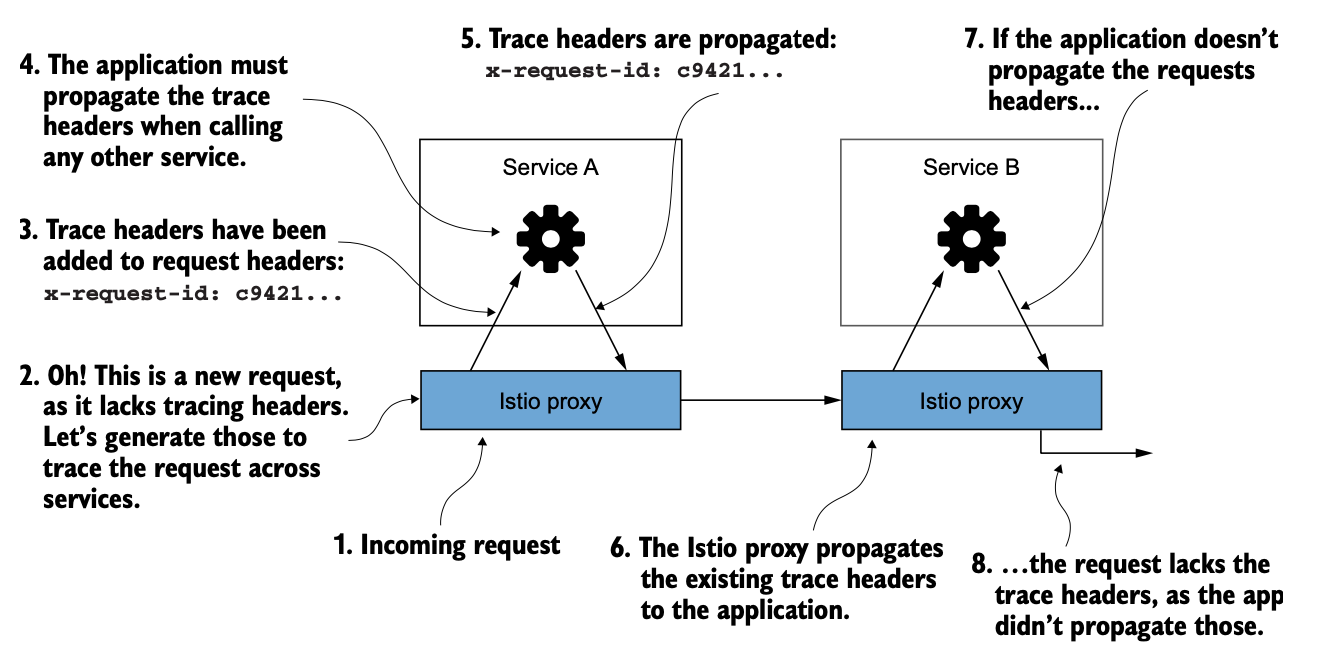 5. Trace headers are propagated:
x-request-id: c9421...
7. If the application doesn't
propagate the requests
headers...
4. The application must
propagate the trace
headers when calling
any other service.
Service A
Service B
3. Trace headers have been
added to request headers:
x-request-id: c9421...
2. Oh! This is a new request,
as it lacks tracing headers.
Let's generate those to
trace the request across
services.
Istio proxy
Istio proxy
1. Incoming request
6. The Istio proxy propagates
the existing trace headers
to the application.
8. ...the request lacks the
trace headers, as the app
didn't propagate those.